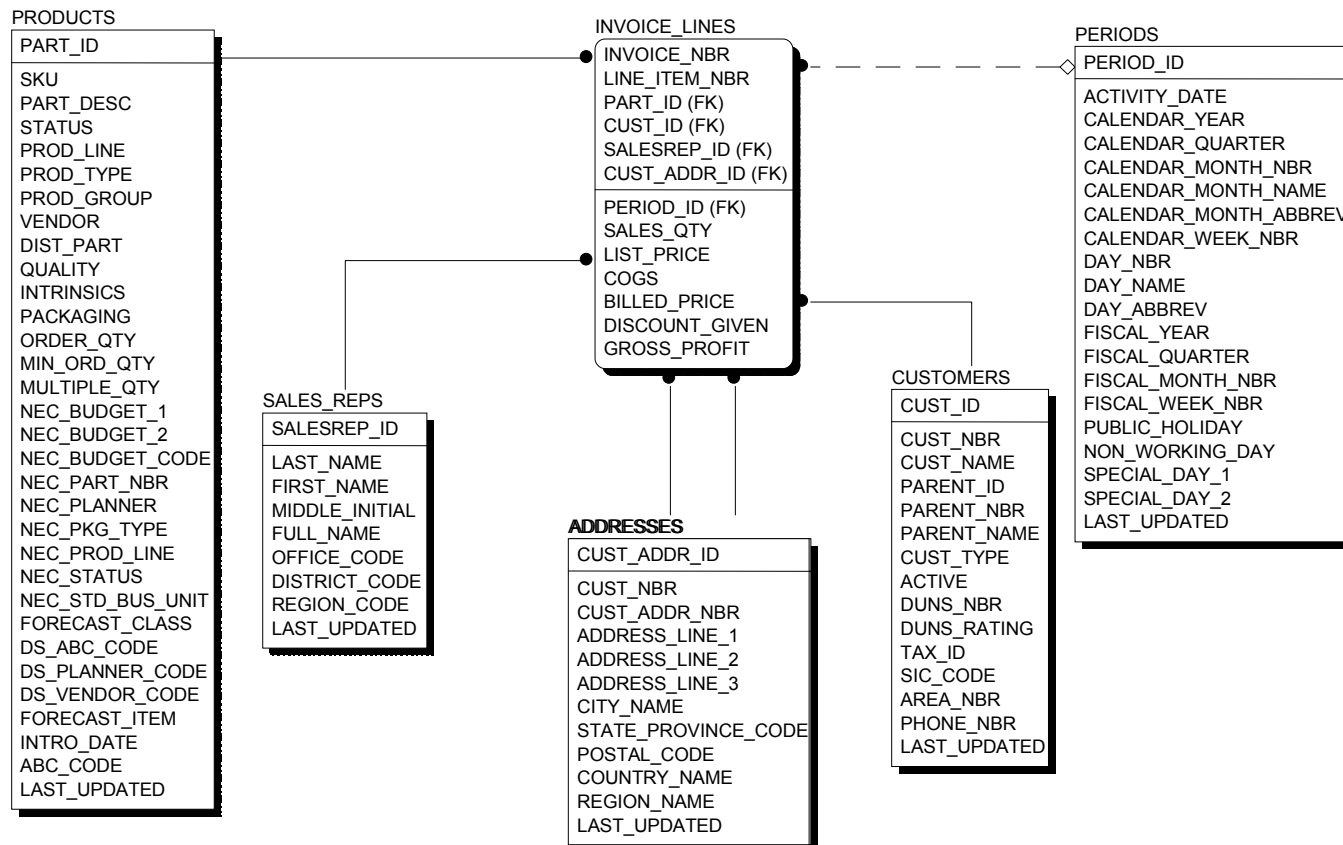 PRODUCTS
PART_ID
SKU
PART_DESC
STATUS
PROD_LINE
PROD_TYPE
PROD_GROUP
VENDOR
DIST_PART
QUALITY
INTRINSICS
PACKAGING
ORDER_QTY
MIN_ORD_QTY
MULTIPLE_QTY
NEC_BUDGET_1
NEC_BUDGET_2
NEC_BUDGET_CODE
NEC_PART_NBR
NEC_PLANNER
NEC_PKG_TYPE
NEC_PROD_LINE
NEC_STATUS
NEC_STD_BUS_UNIT
FORECAST_CLASS
DS_ABC_CODE
DS_PLANNER_CODE
DS_VENDOR_CODE
FORECAST_ITEM
INTRO_DATE
ABC_CODE
LAST_UPDATED
SALES_REPS
SALESREP_ID
LAST_NAME
FIRST_NAME
MIDDLE_INITIAL
FULL_NAME
OFFICE_CODE
DISTRICT_CODE
REGION_CODE
LAST_UPDATED
INVOICE_LINES
INVOICE_NBR
LINE_ITEM_NBR
PART_ID (FK)
CUST_ID (FK)
SALESREP_ID (FK)
CUST_ADDR_ID (FK)
PERIOD_ID (FK)
SALES_QTY
LIST_PRICE
COGS
BILLED_PRICE
DISCOUNT_GIVEN
GROSS_PROFIT
ADDRESSES
CUST_ADDR_ID
CUST_NBR
CUST_ADDR_NBR
ADDRESS_LINE_1
ADDRESS_LINE_2
ADDRESS_LINE_3
CITY_NAME
STATE_PROVINCE_CODE
POSTAL_CODE
COUNTRY_NAME
REGION_NAME
LAST_UPDATED
CUSTOMERS
CUST_ID
CUST_NBR
CUST_NAME
PARENT_ID
PARENT_NBR
PARENT_NAME
CUST_TYPE
ACTIVE
DUNS_NBR
DUNS_RATING
TAX_ID
SIC_CODE
AREA_NBR
PHONE_NBR
LAST_UPDATED
PERIODS
PERIOD_ID
ACTIVITY_DATE
CALENDAR_YEAR
CALENDAR_QUARTER
CALENDAR_MONTH_NBR
CALENDAR_MONTH_NAME
CALENDAR_MONTH_ABBREV
CALENDAR_WEEK_NBR
DAY_NBR
DAY_NAME
DAY_ABBREV
FISCAL_YEAR
FISCAL_QUARTER
FISCAL_MONTH_NBR
FISCAL_WEEK_NBR
PUBLIC_HOLIDAY
NON_WORKING_DAY
SPECIAL_DAY_1
SPECIAL_DAY_2
LAST_UPDATED